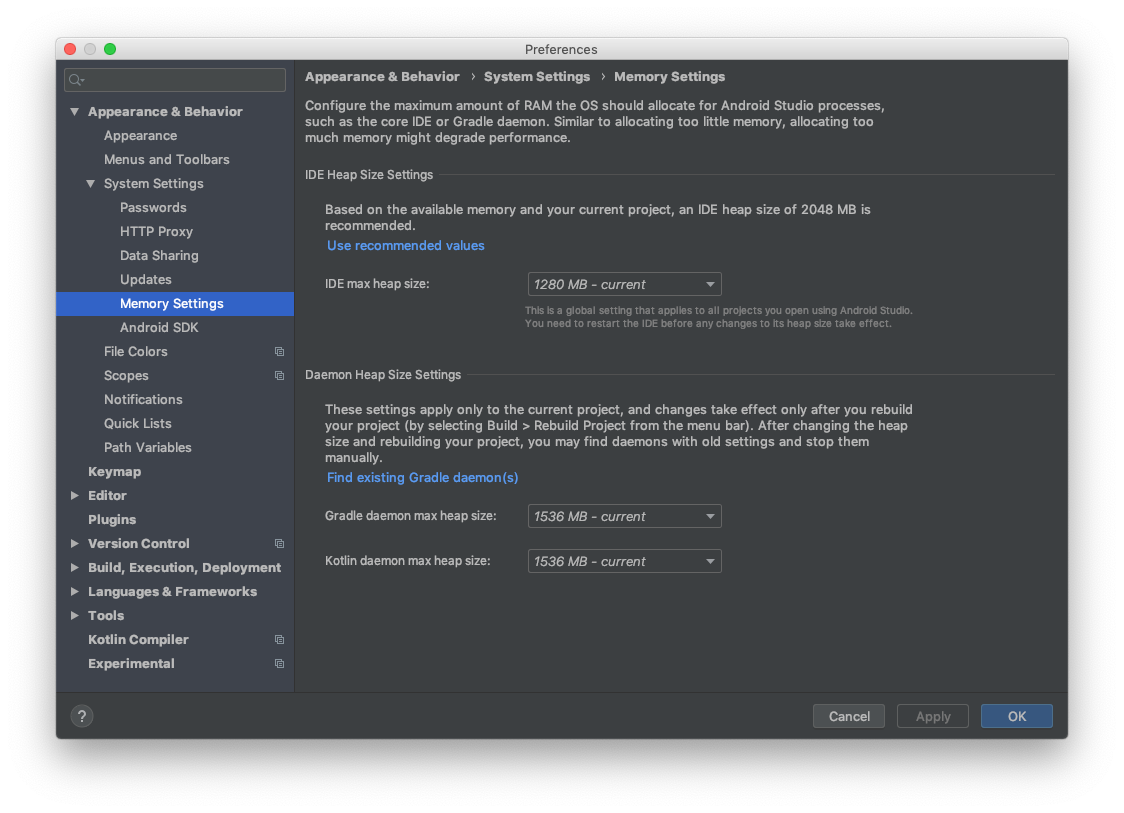 Preferences
Appearance & Behavior
Appearance
Menus and Toolbars
System Settings
Passwords
HTTP Proxy
Data Sharing
Updates
Memory Settings
Android SDK
File Colors
Scopes
Notifications
Quick Lists
Path Variables
Keymap
Editor
Plugins
Version Control
Build, Execution, Deployment
Languages & Frameworks
Tools
Kotlin Compiler
Experimental
Appearance & Behavior › System Settings › Memory Settings
Configure the maximum amount of RAM the OS should allocate for Android Studio processes,
such as the core IDE or Gradle daemon. Similar to allocating too little memory, allocating too
much memory might degrade performance.
IDE Heap Size Settings
Based on the available memory and your current project, an IDE heap size of 2048 MB is
recommended.
Use recommended values
IDE max heap size: 1280 MB - current
This is a global setting that applies to all projects you open using Android Studio.
You need to restart the IDE before any changes to its heap size take effect.
Daemon Heap Size Settings
These settings apply only to the current project, and changes take effect only after you rebuild
your project (by selecting Build > Rebuild Project from the menu bar). After changing the heap
size and rebuilding your project, you may find daemons with old settings and stop them
manually.
Find existing Gradle daemon(s)
Gradle daemon max heap size: 1536 MB - current
Kotlin daemon max heap size: 1536 MB - current
? Cancel Apply OK